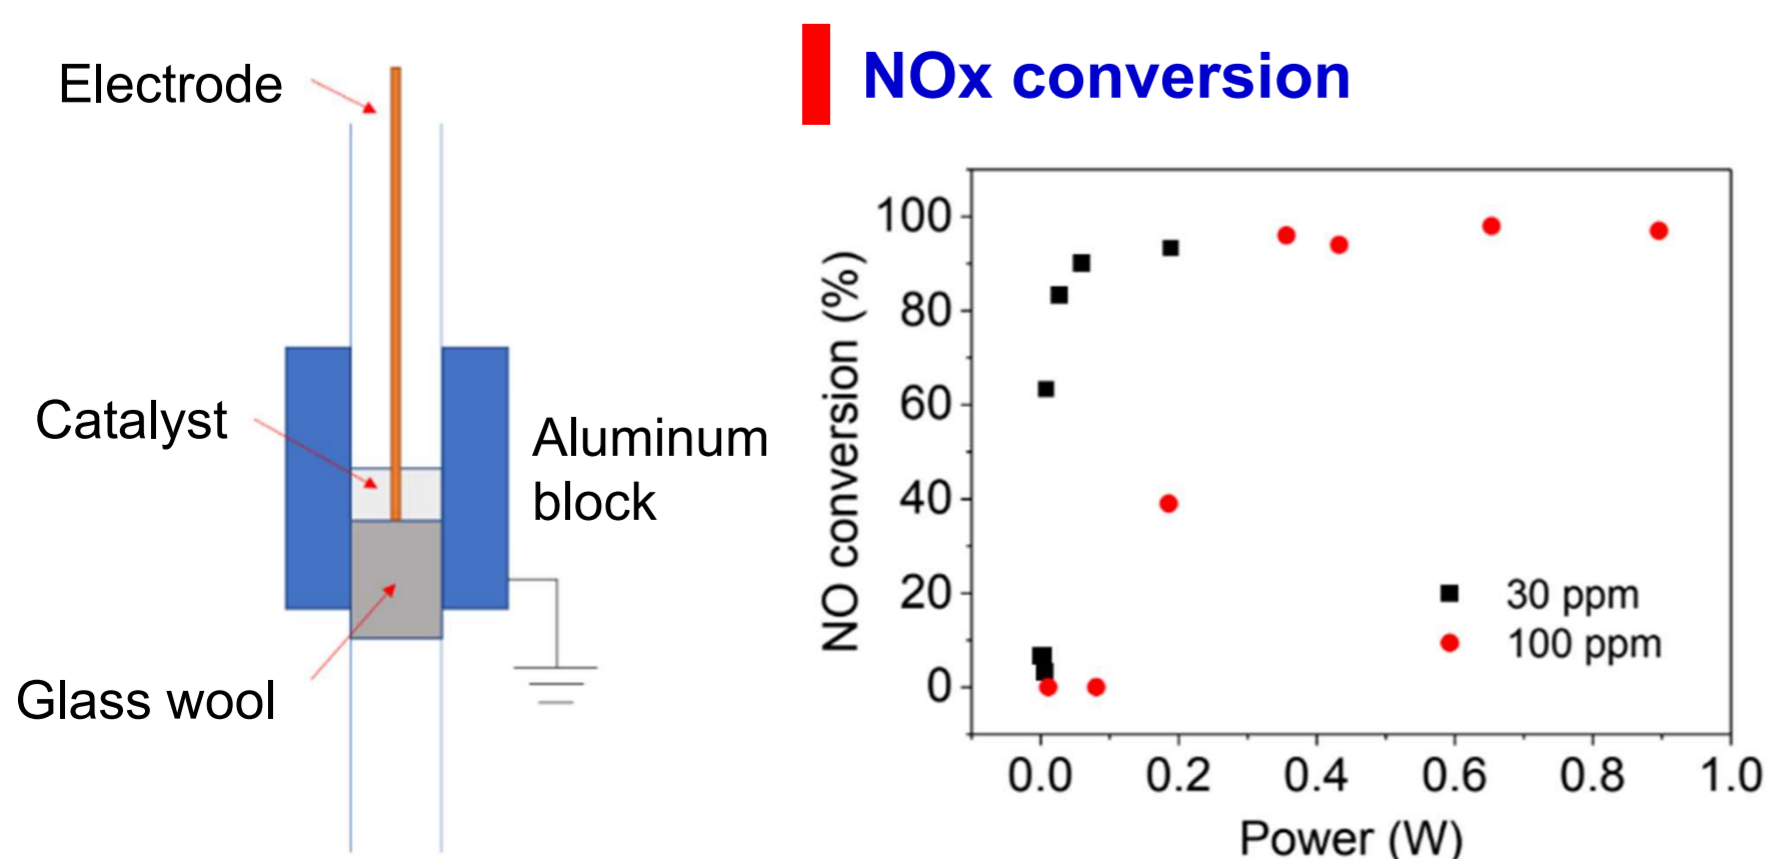 Electrode
Catalyst
Aluminum
block
Glass wool
NOx conversion
NO conversion (%)
100
80
60
40
20
0
30 ppm
100 ppm
0.0 0.2 0.4 0.6 0.8 1.0
Power (W)